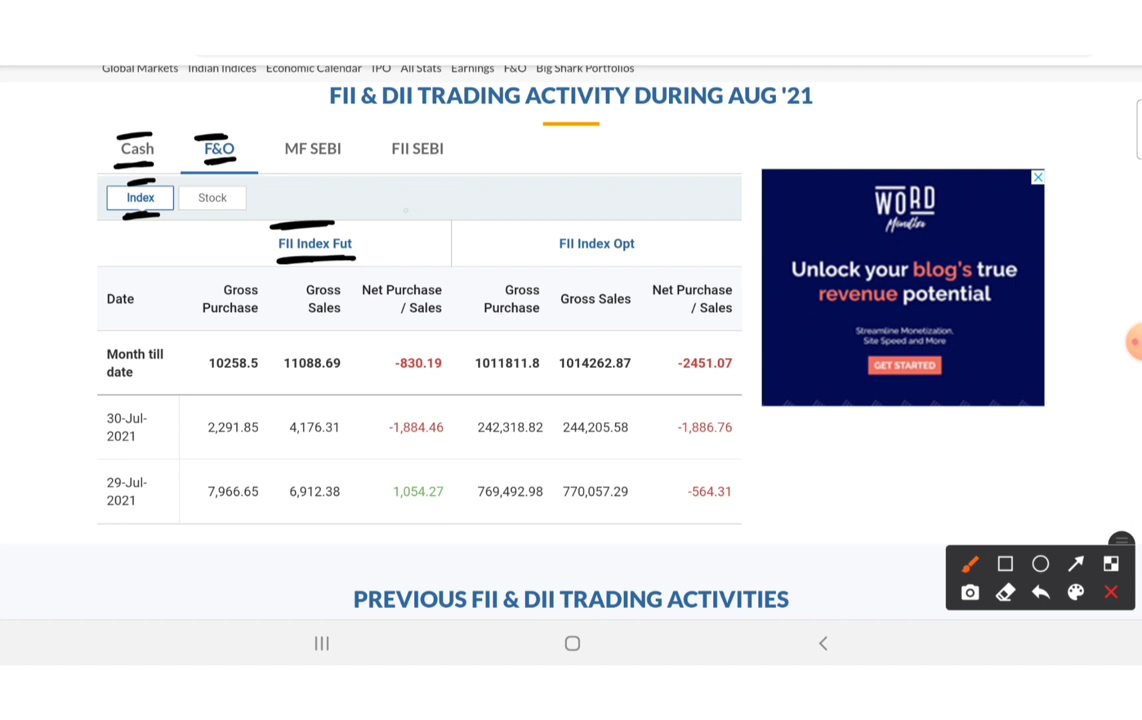 Global Markets Indian Indices Economic Calendar IPO All Stats Earnings F&O Big Shark Portfolios
FII & DII TRADING ACTIVITY DURING AUG '21
Cash F&O MF SEBI FII SEBI
Index Stock
FII Index Fut FII Index Opt
Date Gross Purchase Gross Sales Net Purchase / Sales Gross Purchase Gross Sales Net Purchase / Sales
Month till date 10258.5 11088.69 -830.19 1011811.8 1014262.87 -2451.07
30-Jul-2021 2,291.85 4,176.31 -1,884.46 242,318.82 244,205.58 -1,886.76
29-Jul-2021 7,966.65 6,912.38 1,054.27 769,492.98 770,057.29 -564.31
WORD
Monetize
Unlock your blog's true
revenue potential
Streamline Monetization,
Site Speed and More
GET STARTED
PREVIOUS FII & DII TRADING ACTIVITIES